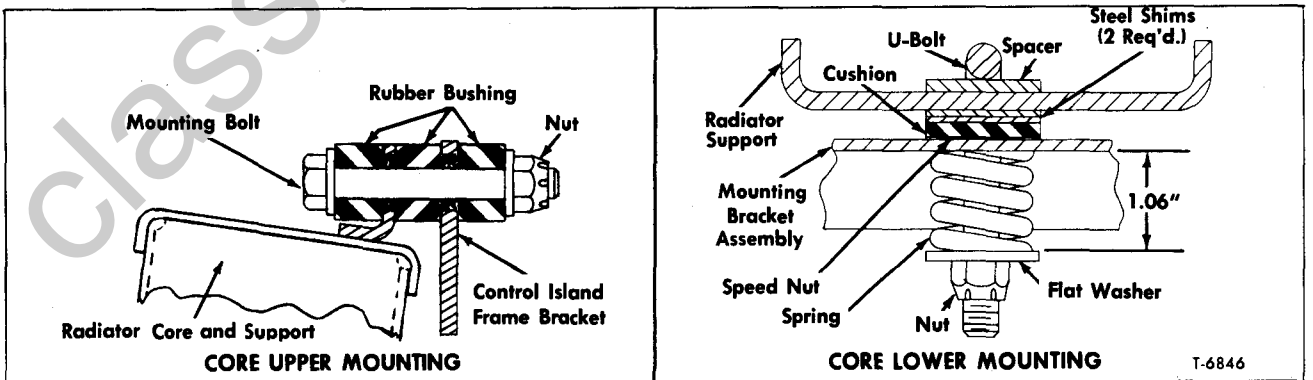 Classic
Rubber Bushing
Mounting Bolt
Nut
Control Island
Frame Bracket
Radiator Core and Support
CORE UPPER MOUNTING
Steel Shims
(2 Req'd.)
U-Bolt
Spacer
Cushion
Radiator
Support
Mounting
Bracket
Assembly
1.06"
Speed Nut
Spring
Nut
Flat Washer
CORE LOWER MOUNTING
T-6846